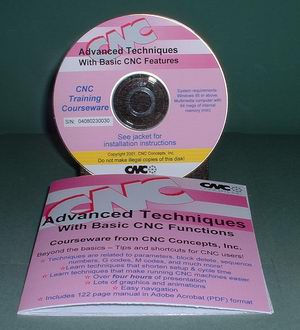 CNC
Advanced Techniques
With Basic CNC Features
CNC
Training
Courseware
System requirements:
Windows 95 or above,
Multimedia computer with
64 megs of internal
memory (min)
S/N: 04080230030
See jacket for
installation instructions
Copyright 2001, CNC Concepts, Inc.
Do not make illegal copies of this disk!
CNC
CNC
CNC
Advanced Techniques
With Basic CNC Functions
Courseware from CNC Concepts, Inc.
Beyond the basics – Tips and shortcuts for CNC users!
Techniques are related to parameters, block delete, sequence
numbers, G codes, M codes, and much more!
Learn techniques that shorten setup & cycle time
Learn techniques that make running CNC machines easier
Over four hours of presentation
Lots of graphics and animations
Easy navigation
Includes 122 page manual in Adobe Acrobat (PDF) format